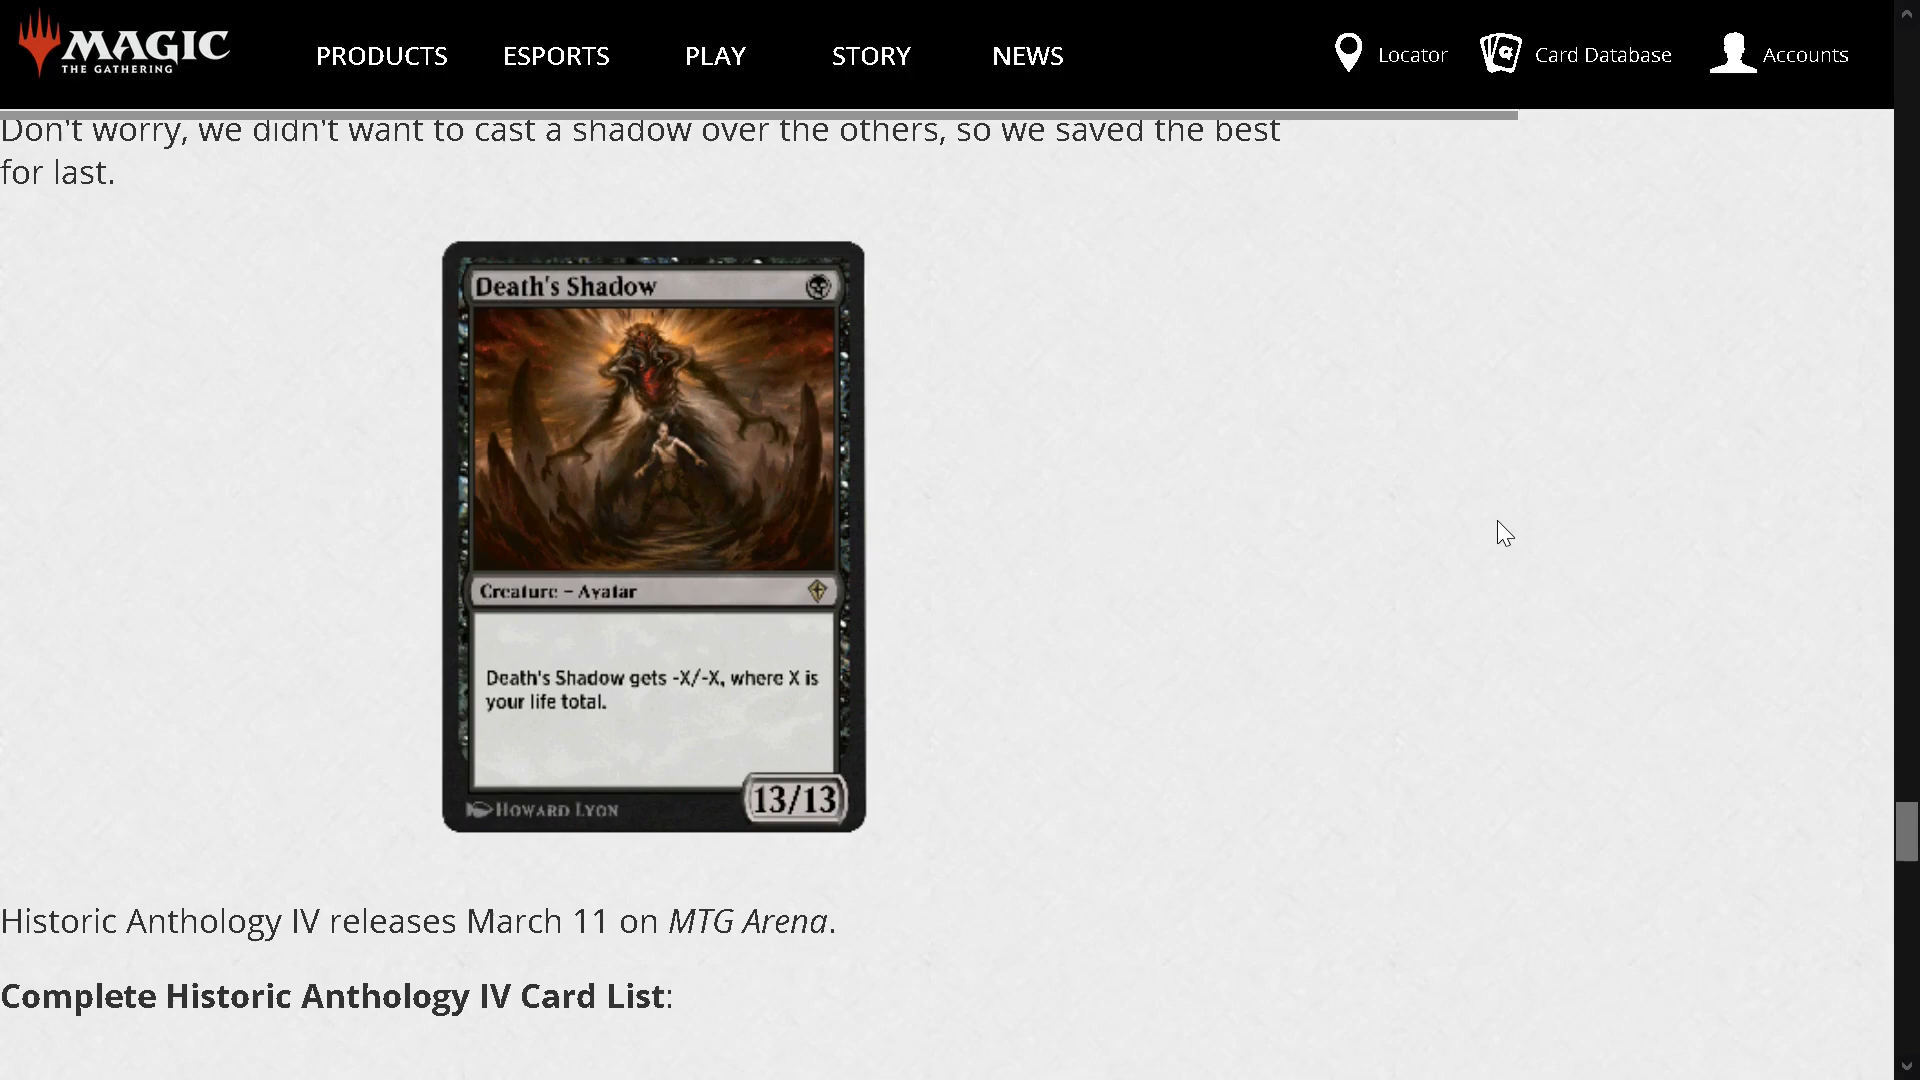 MAGIC
THE GATHERING
PRODUCTS ESPORTS PLAY STORY NEWS Locator Card Database Accounts
Don't worry, we didn't want to cast a shadow over the others, so we saved the best
for last.
Death's Shadow
Creature – Avatar
Death's Shadow gets -X/-X, where X is
your life total.
13/13
HOWARD LYON
Historic Anthology IV releases March 11 on MTG Arena.
Complete Historic Anthology IV Card List: